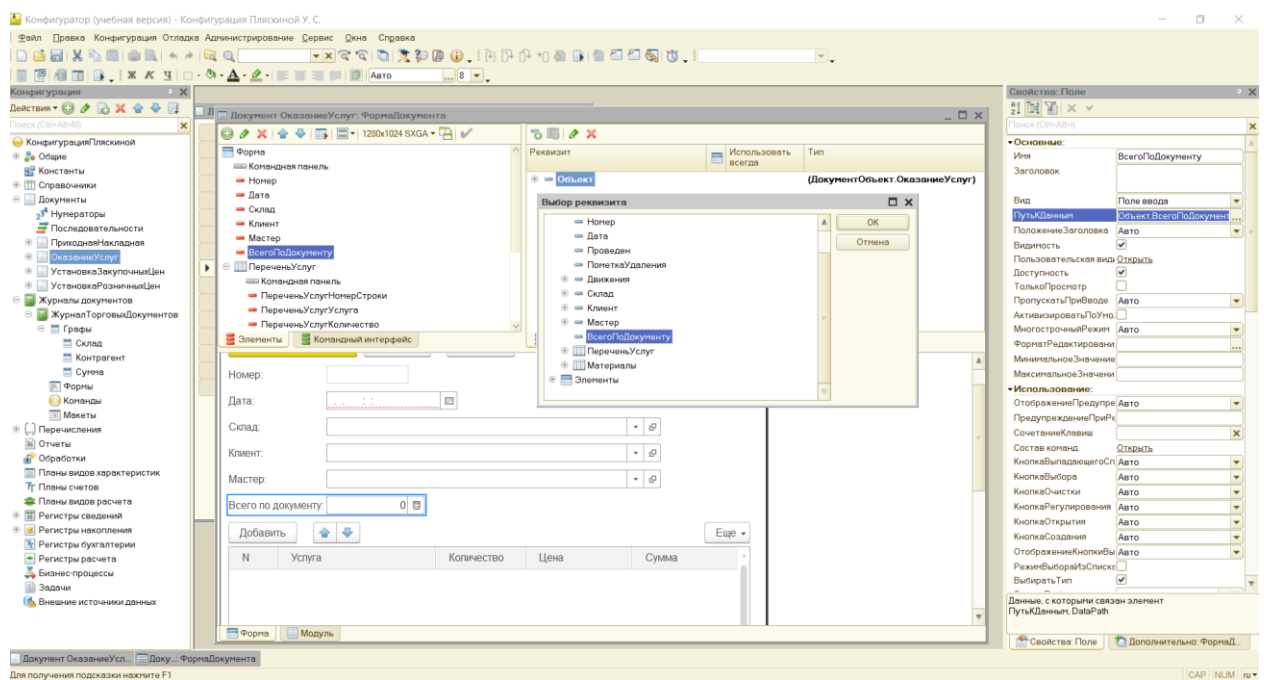 Конфигуратор (учебная версия) - Конфигурация Пляскиной У. С.
Файл Правка Конфигурация Отладка Администрирование Сервис Окна Справка
Авто ... 8
Конфигурация
Действия
Поиск (Ctrl+Alt+M)
КонфигурацияПляскиной
Общие
Константы
Справочники
Документы
Нумераторы
Последовательности
ПриходнаяНакладная
ОказаниеУслуг
УстановкаЗакупочныхЦен
УстановкаРозничныхЦен
Журналы документов
ЖурналТорговыхДокументов
Графы
Склад
Контрагент
Сумма
Формы
Команды
Макеты
Перечисления
Отчеты
Обработки
Планы видов характеристик
Планы счетов
Планы видов расчета
Регистры сведений
Регистры накопления
Регистры бухгалтерии
Регистры расчета
Бизнес-процессы
Задачи
Внешние источники данных
Документ ОказаниеУслуг: ФормаДокумента
1280x1024 SXGA
Форма
Командная панель
Номер
Дата
Склад
Клиент
Мастер
ВсегоПоДокументу
ПереченьУслуг
Командная панель
ПереченьУслугНомерСтроки
ПереченьУслугУслуга
ПереченьУслугКоличество
Элементы Командный интерфейс
Реквизит Использовать всегда Тип
Объект (ДокументОбъект.ОказаниеУслуг)
Выбор реквизита
Номер
Дата
Проведен
ПометкаУдаления
Движения
Склад
Клиент
Мастер
ВсегоПоДокументу
ПереченьУслуг
Материалы
Элементы
ОК
Отмена
Номер:
Дата: . . : :
Склад:
Клиент:
Мастер:
Всего по документу: 0
Добавить Еще
N Услуга Количество Цена Сумма
Форма Модуль
Свойства: Поле
Поиск (Ctrl+Alt+I)
Основные:
Имя ВсегоПоДокументу
Заголовок
Вид Поле ввода
ПутьКДанным Объект.ВсегоПоДокумент ...
ПоложениеЗаголовка Авто
Видимость
Пользовательская види Открыть
Доступность
ТолькоПросмотр
ПропускатьПриВводе Авто
АктивизироватьПоУмо.
МногострочныйРежим Авто
ФорматРедактировани ...
МинимальноеЗначение
МаксимальноеЗначени
Использование:
ОтображениеПредупре Авто
ПредупреждениеПриРе
СочетаниеКлавиш
Состав команд Открыть
КнопкаВыпадающегоСп Авто
КнопкаВыбора Авто
КнопкаОчистки Авто
КнопкаРегулирования Авто
КнопкаОткрытия Авто
КнопкаСоздания Авто
ОтображениеКнопкиВы Авто
РежимВыбораИзСписка
ВыбиратьТип
Данные, с которыми связан элемент
ПутьКДанным, DataPath
Свойства: Поле Дополнительно: ФормаД...
Документ ОказаниеУсл... Доку...: ФормаДокумента
Для получения подсказки нажмите F1
CAP NUM ru